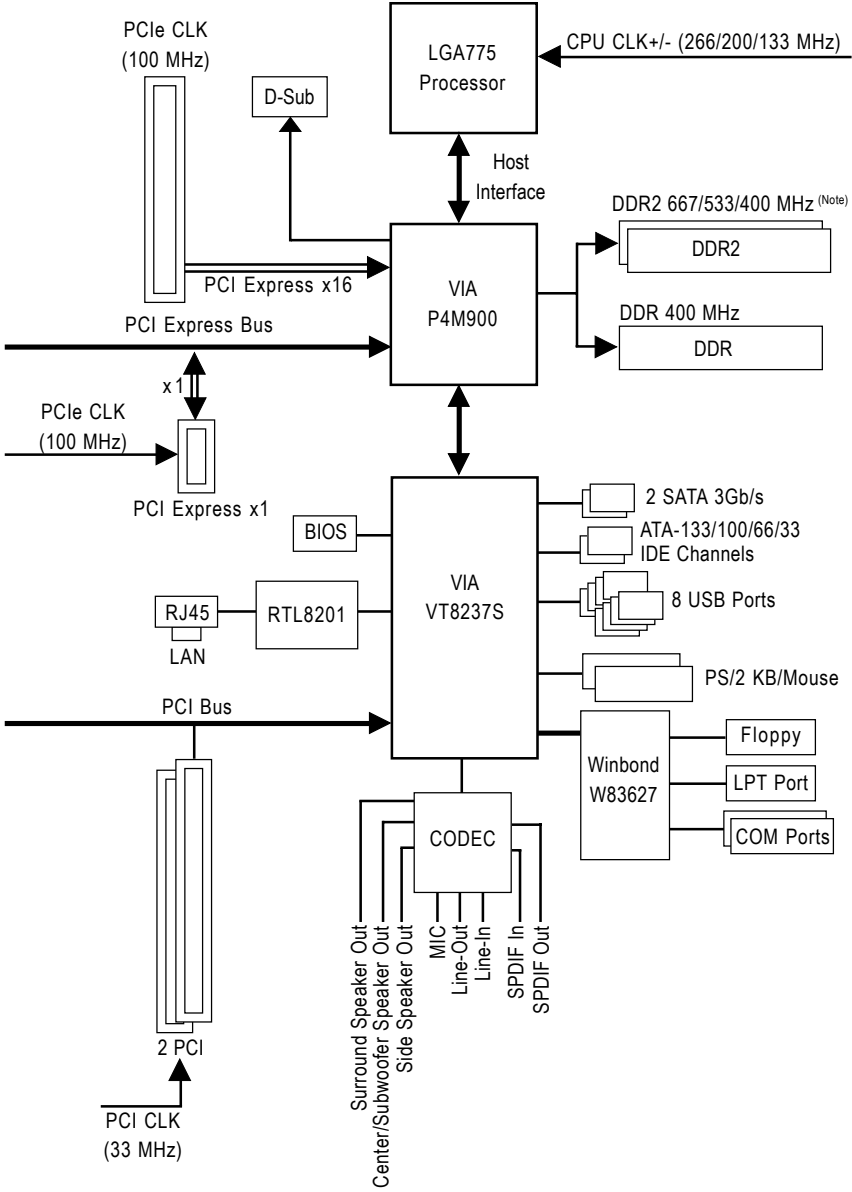 PCIe CLK
(100 MHz)
LGA775
Processor
CPU CLK+/- (266/200/133 MHz)
D-Sub
Host
Interface
DDR2 667/533/400 MHz (Note)
DDR2
PCI Express x16
VIA
P4M900
PCI Express Bus
DDR 400 MHz
DDR
x1
PCIe CLK
(100 MHz)
PCI Express x1
2 SATA 3Gb/s
BIOS
ATA-133/100/66/33
IDE Channels
VIA
VT8237S
8 USB Ports
RJ45
RTL8201
LAN
PS/2 KB/Mouse
PCI Bus
Floppy
Winbond
W83627
LPT Port
COM Ports
CODEC
Surround Speaker Out
Center/Subwoofer Speaker Out
Side Speaker Out
MIC
Line-Out
Line-In
SPDIF In
SPDIF Out
2 PCI
PCI CLK
(33 MHz)